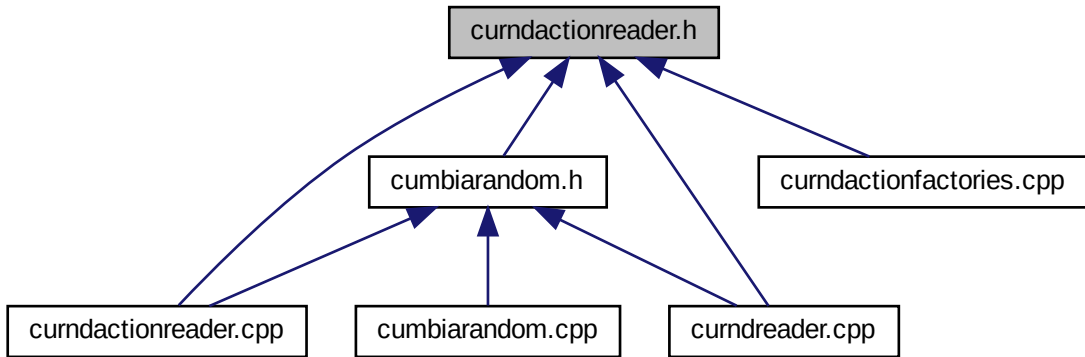 curndactionreader.h
cumbiarandom.h
curndactionfactories.cpp
curndactionreader.cpp
cumbiarandom.cpp
curndreader.cpp